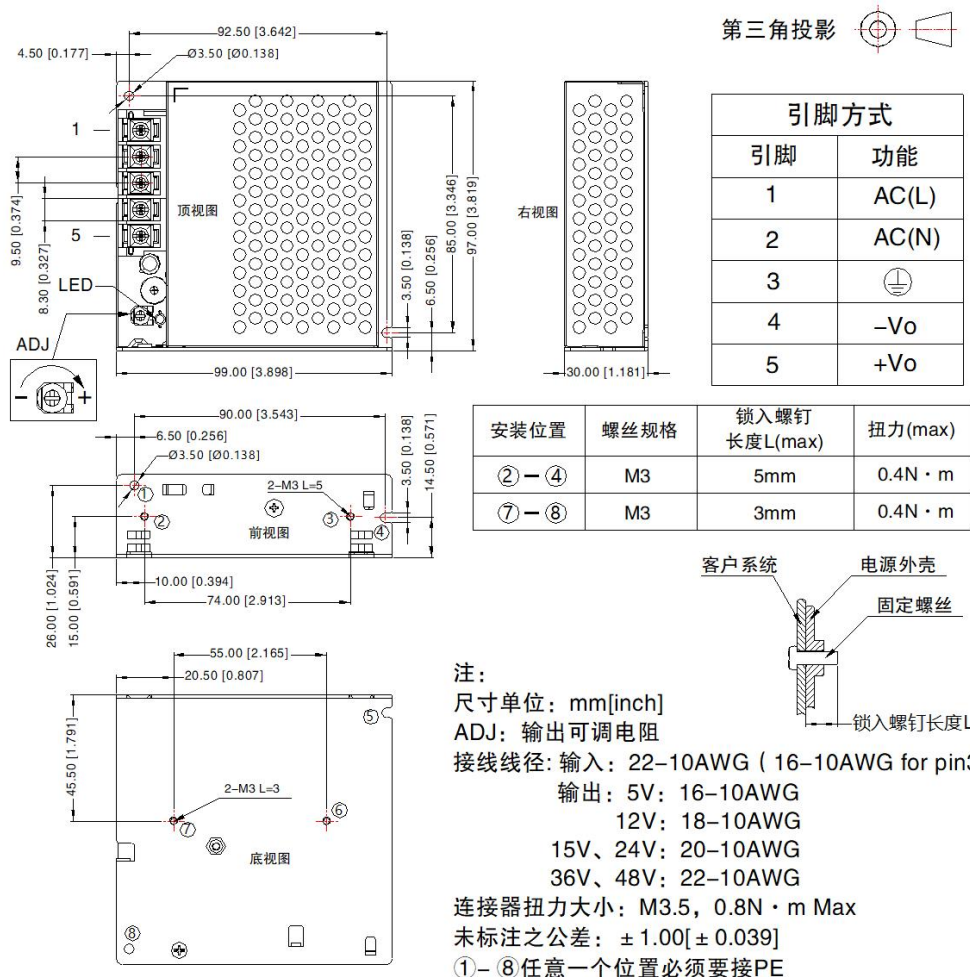 第三角投影
92.50 [3.642]
4.50 [0.177]
Ø3.50 [Ø0.138]
1
5
9.50 [0.374]
8.30 [0.327]
LED
ADJ
− +
顶视图
3.50 [0.138]
6.50 [0.256]
85.00 [3.346]
97.00 [3.819]
99.00 [3.898]
右视图
30.00 [1.181]
引脚方式
引脚 功能
1 AC(L)
2 AC(N)
3
4 −Vo
5 +Vo
90.00 [3.543]
6.50 [0.256]
Ø3.50 [Ø0.138]
2-M3 L=5
① ② ③ ④
前视图
3.50 [0.138]
14.50 [0.571]
26.00 [1.024]
15.00 [0.591]
10.00 [0.394]
74.00 [2.913]
安装位置 螺丝规格 锁入螺钉长度L(max) 扭力(max)
②−④ M3 5mm 0.4N·m
⑦−⑧ M3 3mm 0.4N·m
客户系统 电源外壳
固定螺丝
锁入螺钉长度L
55.00 [2.165]
20.50 [0.807]
45.50 [1.791]
2-M3 L=3
⑤
⑥
⑦
底视图
⑧
注：
尺寸单位：mm[inch]
ADJ：输出可调电阻
接线线径: 输入：22−10AWG ( 16−10AWG for pin3
输出：5V：16−10AWG
12V：18−10AWG
15V、24V：20−10AWG
36V、48V：22−10AWG
连接器扭力大小：M3.5，0.8N·m Max
未标注之公差：±1.00[±0.039]
①−⑧任意一个位置必须要接PE